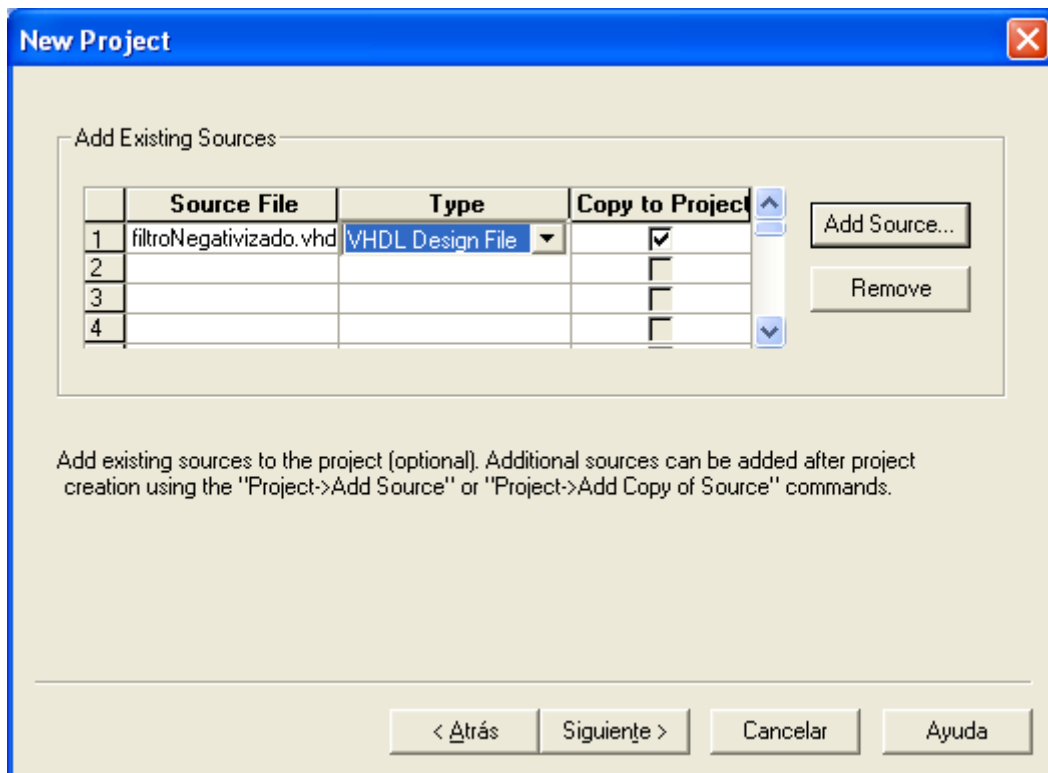 New Project
Add Existing Sources
Source File Type Copy to Project
1 filtroNegativizado.vhd VHDL Design File
2
3
4
Add Source...
Remove
Add existing sources to the project (optional). Additional sources can be added after project
creation using the "Project->Add Source" or "Project->Add Copy of Source" commands.
< Atrás Siguiente > Cancelar Ayuda